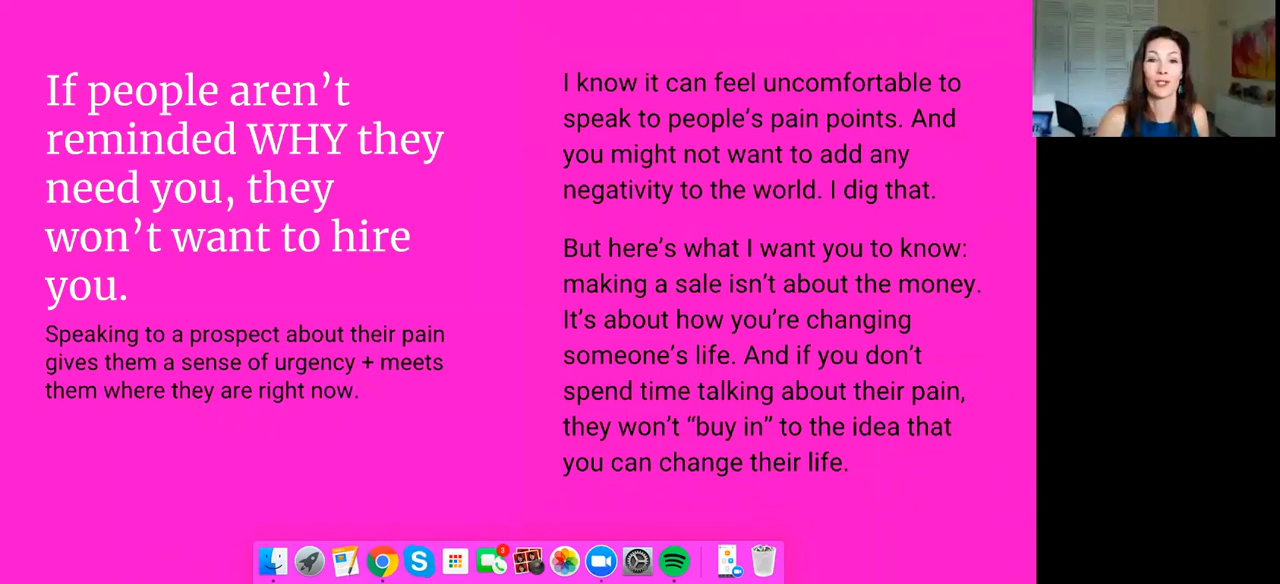 If people aren’t
reminded WHY they
need you, they
won’t want to hire
you.
Speaking to a prospect about their pain
gives them a sense of urgency + meets
them where they are right now.
I know it can feel uncomfortable to
speak to people’s pain points. And
you might not want to add any
negativity to the world. I dig that.
But here’s what I want you to know:
making a sale isn’t about the money.
It’s about how you’re changing
someone’s life. And if you don’t
spend time talking about their pain,
they won’t “buy in” to the idea that
you can change their life.
3